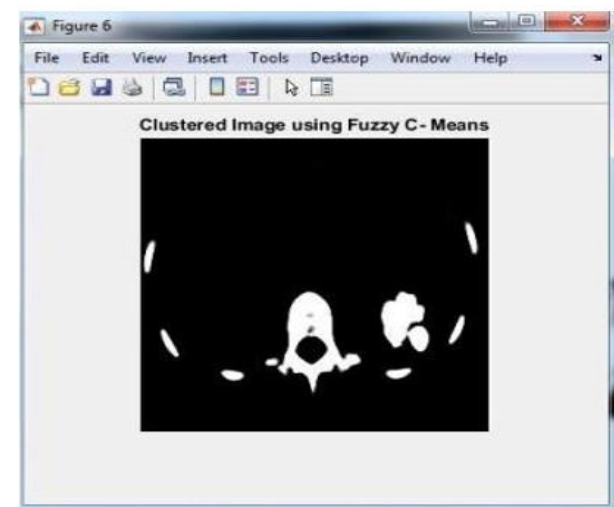 Figure 6
File Edit View Insert Tools Desktop Window Help
Clustered Image using Fuzzy C- Means